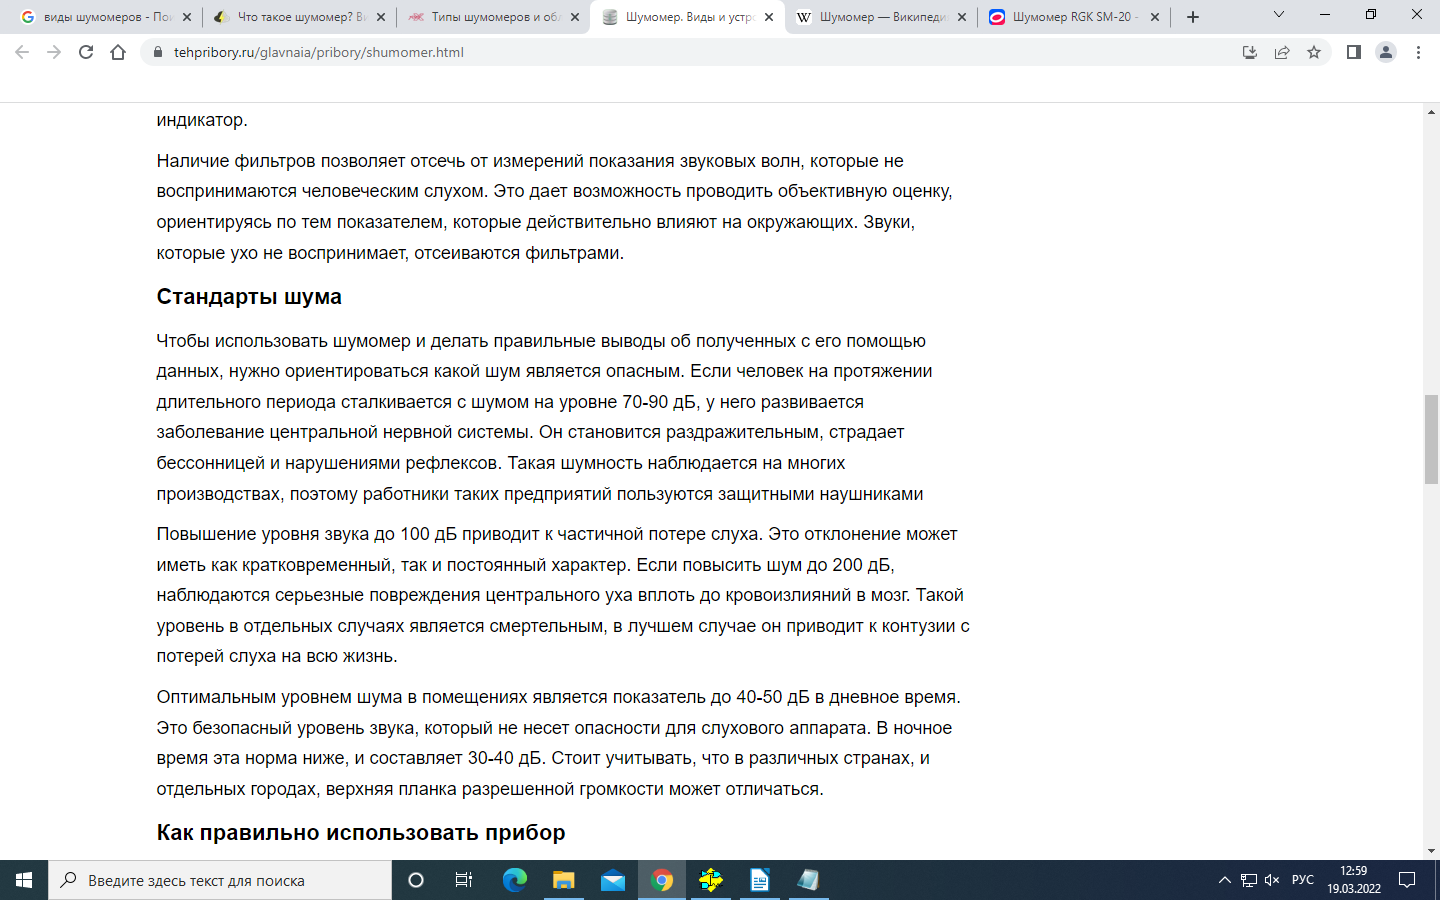 виды шумомеров - Пои
Что такое шумомер? Ви
Типы шумомеров и обл
Шумомер. Виды и устро
Шумомер — Википеди
Шумомер RGK SM-20 -
tehpribory.ru/glavnaia/pribory/shumomer.html
индикатор.
Наличие фильтров позволяет отсечь от измерений показания звуковых волн, которые не
воспринимаются человеческим слухом. Это дает возможность проводить объективную оценку,
ориентируясь по тем показателем, которые действительно влияют на окружающих. Звуки,
которые ухо не воспринимает, отсеиваются фильтрами.
Стандарты шума
Чтобы использовать шумомер и делать правильные выводы об полученных с его помощью
данных, нужно ориентироваться какой шум является опасным. Если человек на протяжении
длительного периода сталкивается с шумом на уровне 70-90 дБ, у него развивается
заболевание центральной нервной системы. Он становится раздражительным, страдает
бессонницей и нарушениями рефлексов. Такая шумность наблюдается на многих
производствах, поэтому работники таких предприятий пользуются защитными наушниками
Повышение уровня звука до 100 дБ приводит к частичной потере слуха. Это отклонение может
иметь как кратковременный, так и постоянный характер. Если повысить шум до 200 дБ,
наблюдаются серьезные повреждения центрального уха вплоть до кровоизлияний в мозг. Такой
уровень в отдельных случаях является смертельным, в лучшем случае он приводит к контузии с
потерей слуха на всю жизнь.
Оптимальным уровнем шума в помещениях является показатель до 40-50 дБ в дневное время.
Это безопасный уровень звука, который не несет опасности для слухового аппарата. В ночное
время эта норма ниже, и составляет 30-40 дБ. Стоит учитывать, что в различных странах, и
отдельных городах, верхняя планка разрешенной громкости может отличаться.
Как правильно использовать прибор
Введите здесь текст для поиска
РУС
12:59
19.03.2022